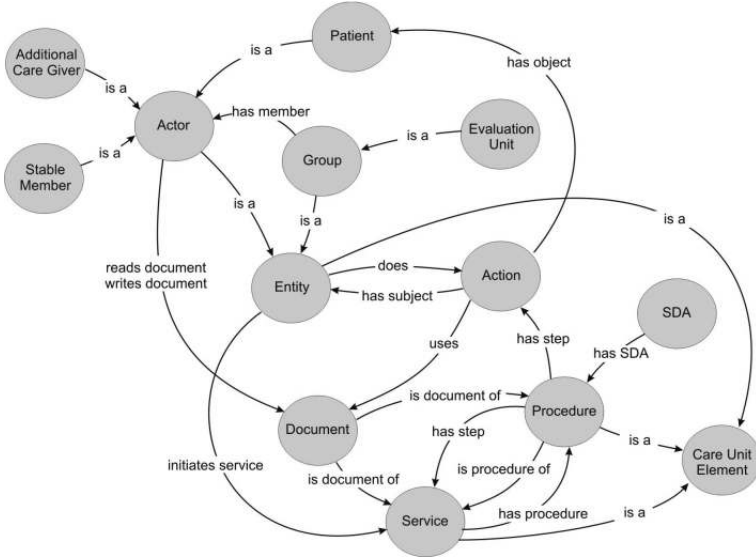 Patient
Additional
Care Giver
is a
has object
is a
has member
Actor
Evaluation
Unit
Group
is a
is a
Stable
Member
is a
is a
is a
reads document
writes document
does
Entity
Action
has subject
SDA
has step
uses
has SDA
is document of
Procedure
Document
has step
is a
Care Unit
Element
initiates service
is document of
is procedure of
has procedure
Service
is a